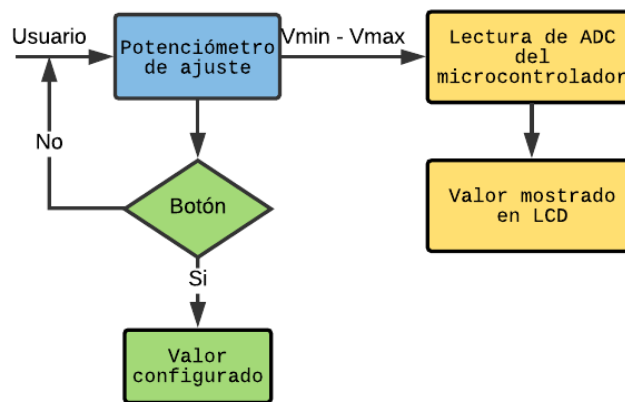 Usuario
Potenciómetro
de ajuste
Vmin - Vmax
Lectura de ADC
del
microcontrolador
No
Botón
Valor mostrado
en LCD
Si
Valor
configurado